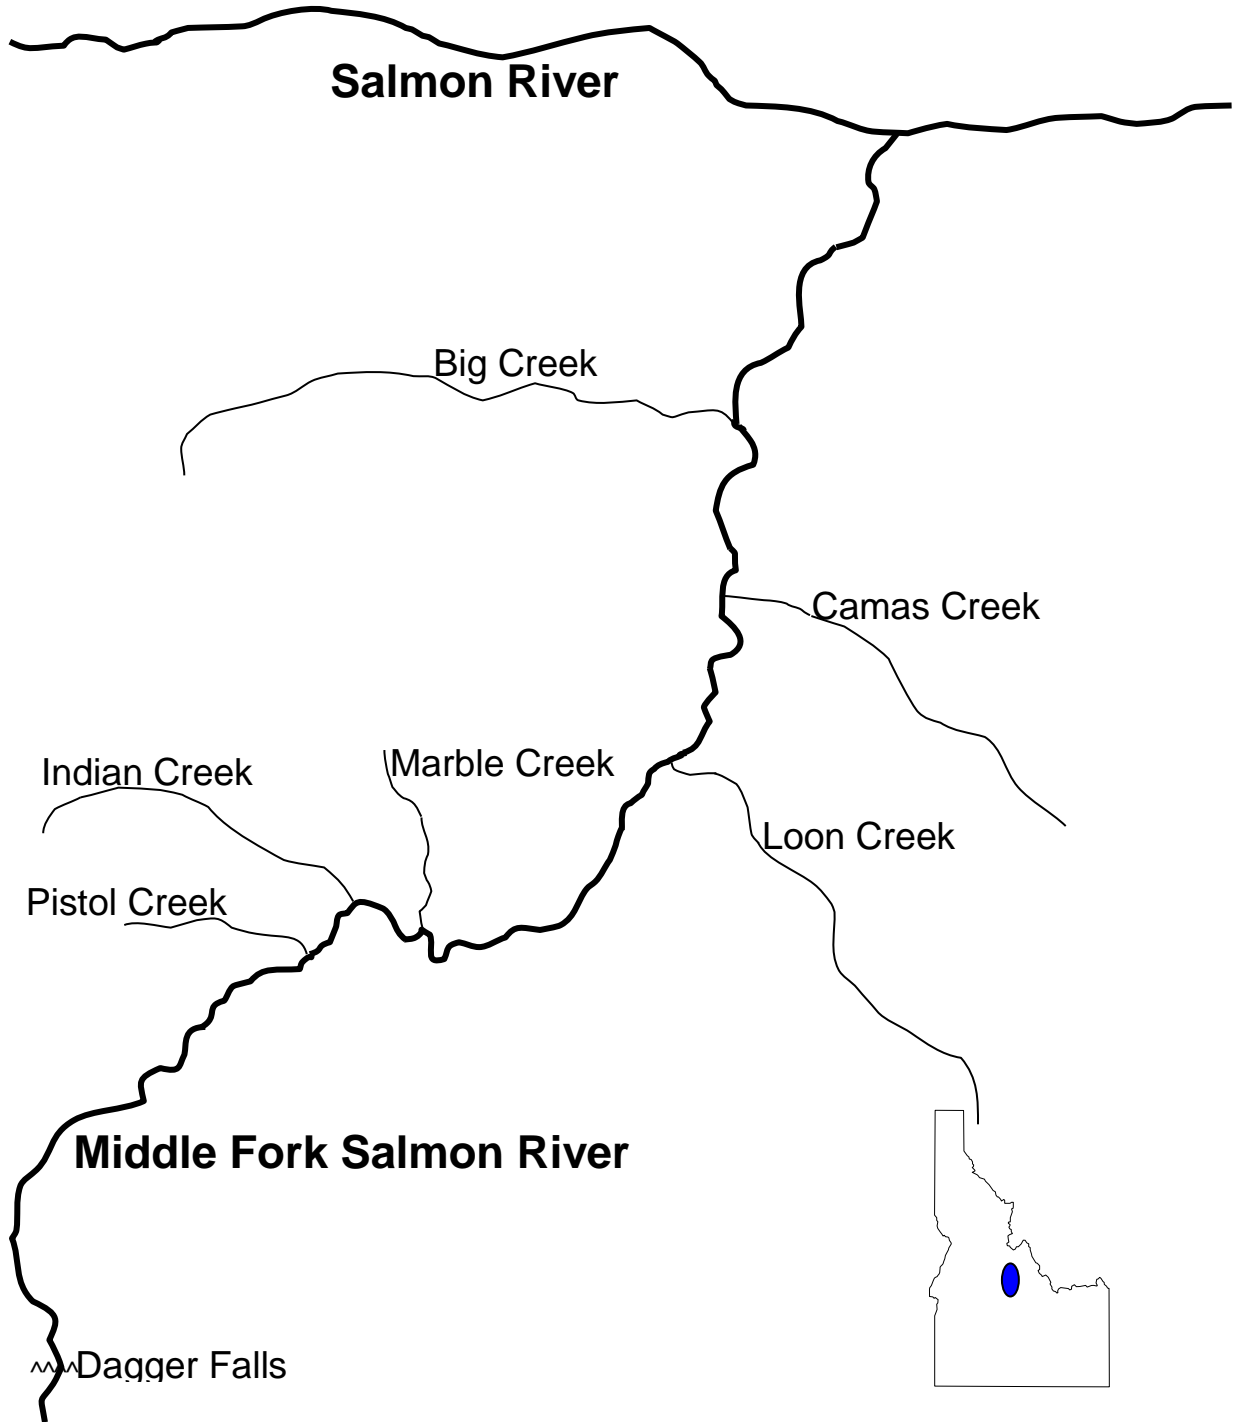 Salmon River
Big Creek
Camas Creek
Indian Creek
Marble Creek
Loon Creek
Pistol Creek
Middle Fork Salmon River
Dagger Falls